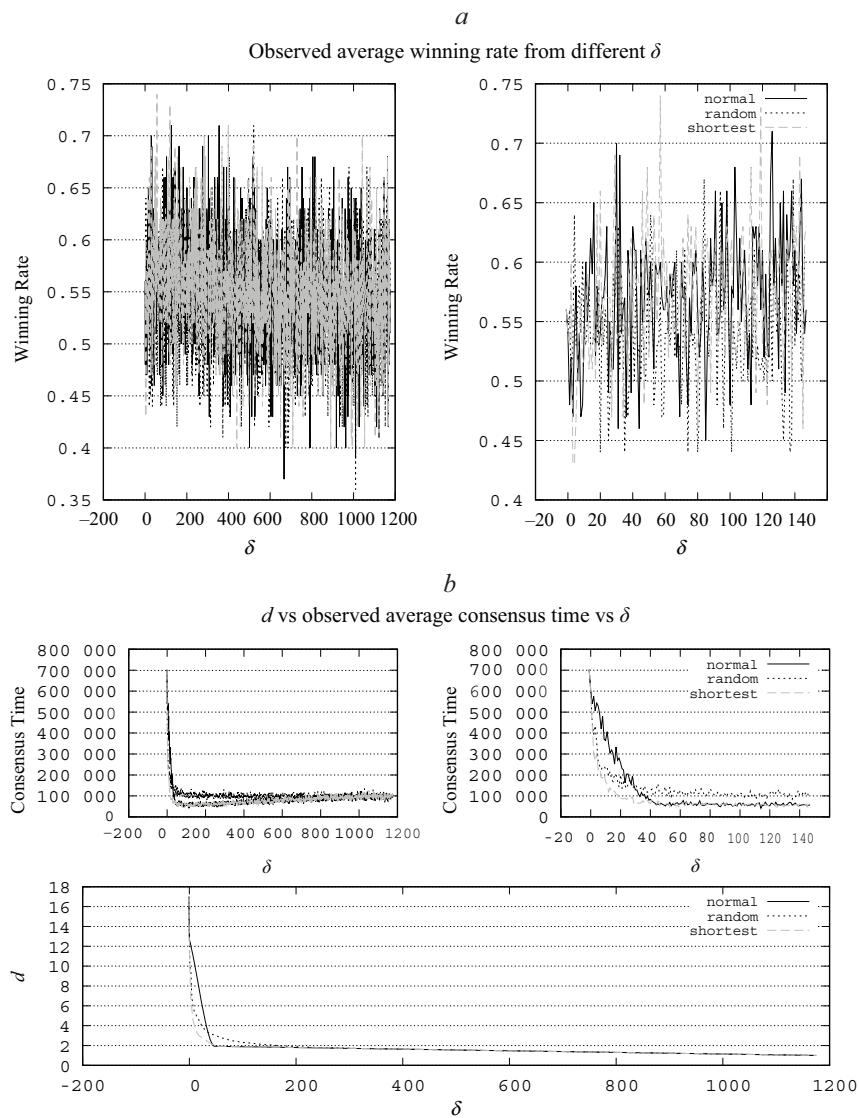 a
Observed average winning rate from different δ
0.75
0.7
0.65
0.6
0.55
0.5
0.45
0.4
0.35
Winning Rate
−200 0 200 400 600 800 1000 1200
δ
0.75
0.7
0.65
0.6
0.55
0.5
0.45
0.4
Winning Rate
normal
random
shortest
−20 0 20 40 60 80 100 120 140
δ
b
d vs observed average consensus time vs δ
800 000
700 000
600 000
500 000
400 000
300 000
200 000
100 000
0
Consensus Time
−200 0 200 400 600 800 1000 1200
δ
800 000
700 000
600 000
500 000
400 000
300 000
200 000
100 000
0
Consensus Time
normal
random
shortest
-20 0 20 40 60 80 100 120 140
δ
18
16
14
12
10
8
6
4
2
0
d
normal
random
shortest
-200 0 200 400 600 800 1000 1200
δ